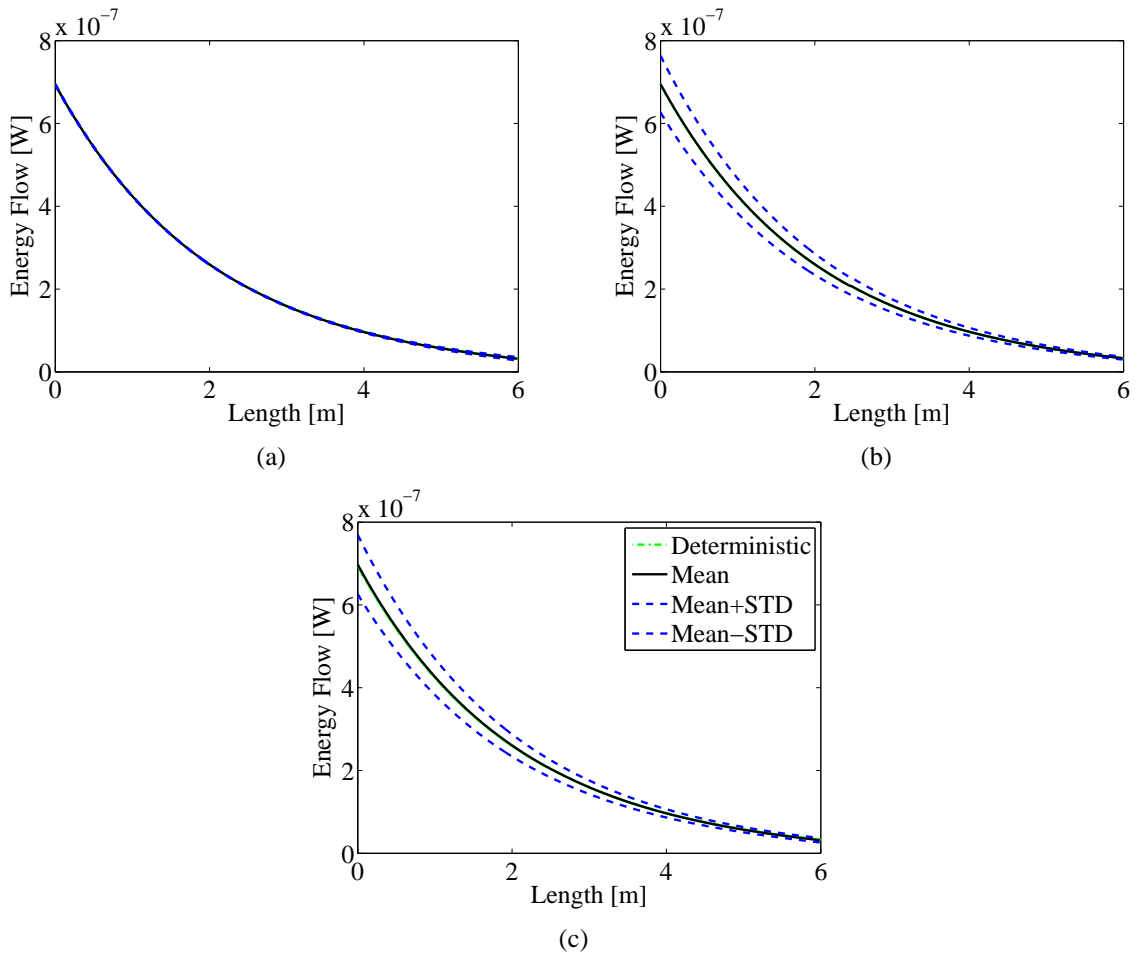 x 10−7
8
6
4
2
0
Energy Flow [W]
0 2 4 6
Length [m]
(a)
x 10−7
8
6
4
2
0
Energy Flow [W]
0 2 4 6
Length [m]
(b)
x 10−7
8
6
4
2
0
Energy Flow [W]
Deterministic
Mean
Mean+STD
Mean−STD
0 2 4 6
Length [m]
(c)